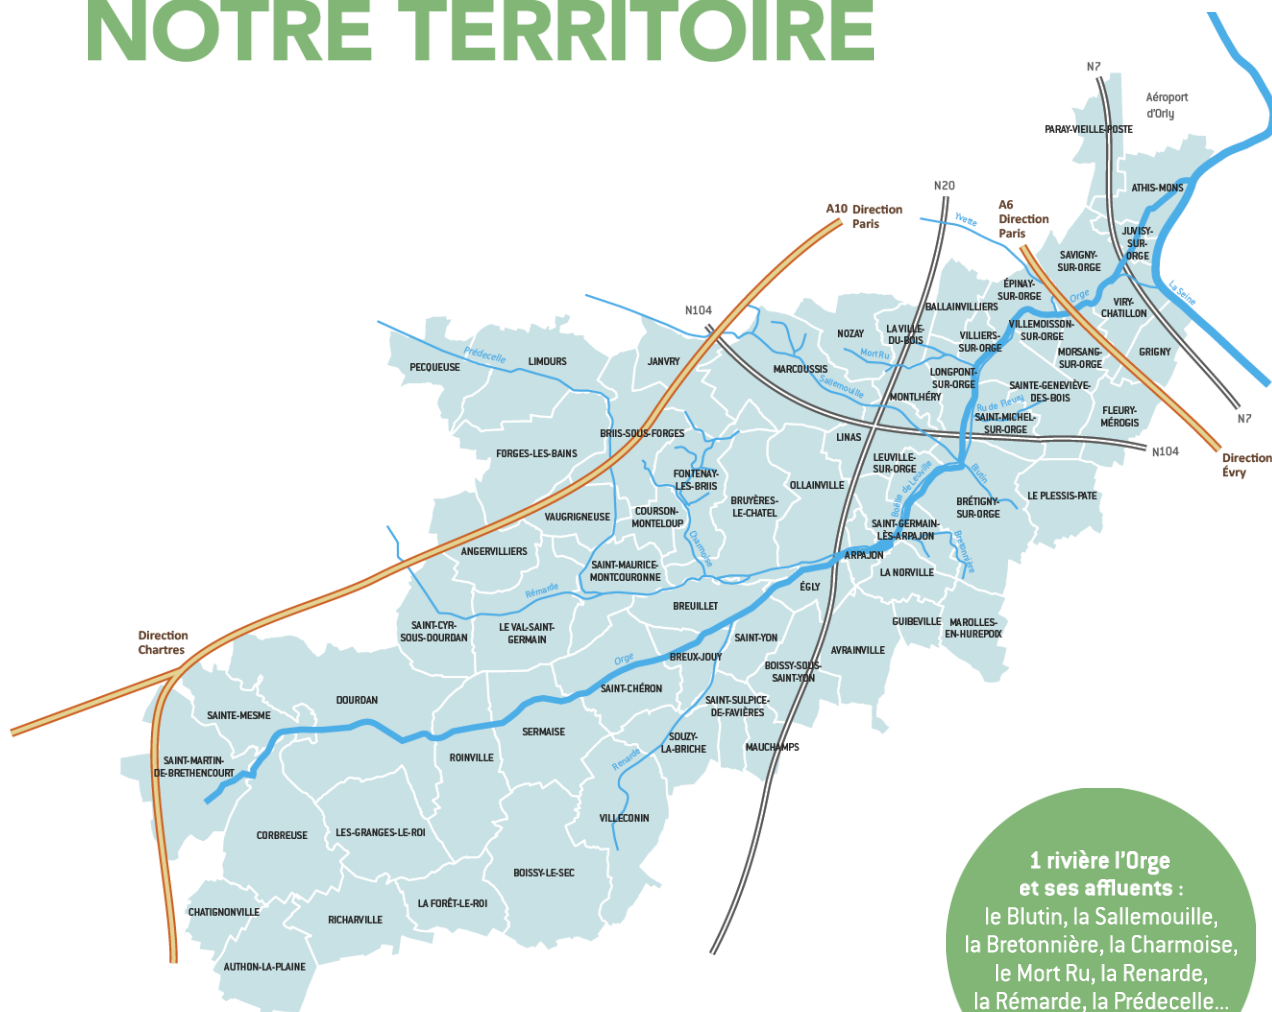 NOTRE TERRITOIRE
N7
Aéroport
d'Orly
PARAY-VIEILLE-POSTE
ATHIS-MONS
N20
A10 Direction
Paris
A6
Direction
Paris
Yvette
JUVISY-
SUR-
ORGE
SAVIGNY-
SUR-ORGE
ÉPINAY-
SUR-ORGE
Orge
La Seine
VIRY-
CHATILLON
BALLAINVILLIERS
N104
NOZAY
LA VILLE-
DU-BOIS
VILLIERS-
SUR-ORGE
VILLEMOISSON-
SUR-ORGE
MORSANG-
SUR-ORGE
GRIGNY
Prédecelle
PECQUEUSE
LIMOURS
JANVRY
MARCOUSSIS
Mort Ru
Sallemouille
LONGPONT-
SUR-ORGE
MONTLHÉRY
SAINTE-GENEVIÈVE-
DES-BOIS
Ru de Fleury
SAINT-MICHEL-
SUR-ORGE
FLEURY-
MÉROGIS
N7
BRIIS-SOUS-FORGES
LINAS
N104
FORGES-LES-BAINS
LEUVILLE-
SUR-ORGE
Direction
Évry
FONTENAY-
LES-BRIIS
OLLAINVILLE
Boëlle de Leuville
Blutin
BRUYÈRES-
LE-CHATEL
BRÉTIGNY-
SUR-ORGE
LE PLESSIS-PATE
VAUGRIGNEUSE
COURSON-
MONTELOUP
SAINT-GERMAIN-
LÈS-ARPAJON
ANGERVILLIERS
Charmoise
ARPAJON
Bretonnière
SAINT-MAURICE-
MONTCOURONNE
LA NORVILLE
ÉGLY
Rémarde
BREUILLET
GUIBEVILLE
MAROLLES-
EN-HUREPOIX
SAINT-CYR-
SOUS-DOURDAN
LE VAL-SAINT-
GERMAIN
SAINT-YON
Direction
Chartres
AVRAINVILLE
Orge
BREUX-JOUY
BOISSY-SOUS-
SAINT-YON
SAINT-CHÉRON
DOURDAN
SAINT-SULPICE-
DE-FAVIÈRES
SAINTE-MESME
SERMAISE
SOUZY-
LA-BRICHE
MAUCHAMPS
SAINT-MARTIN-
DE-BRETHENCOURT
ROINVILLE
Renarde
VILLECONIN
CORBREUSE
LES-GRANGES-LE-ROI
BOISSY-LE-SEC
LA FORÊT-LE-ROI
CHATIGNONVILLE
RICHARVILLE
AUTHON-LA-PLAINE
1 rivière l'Orge
et ses affluents :
le Blutin, la Sallemouille,
la Bretonnière, la Charmoise,
le Mort Ru, la Renarde,
la Rémarde, la Prédecelle...